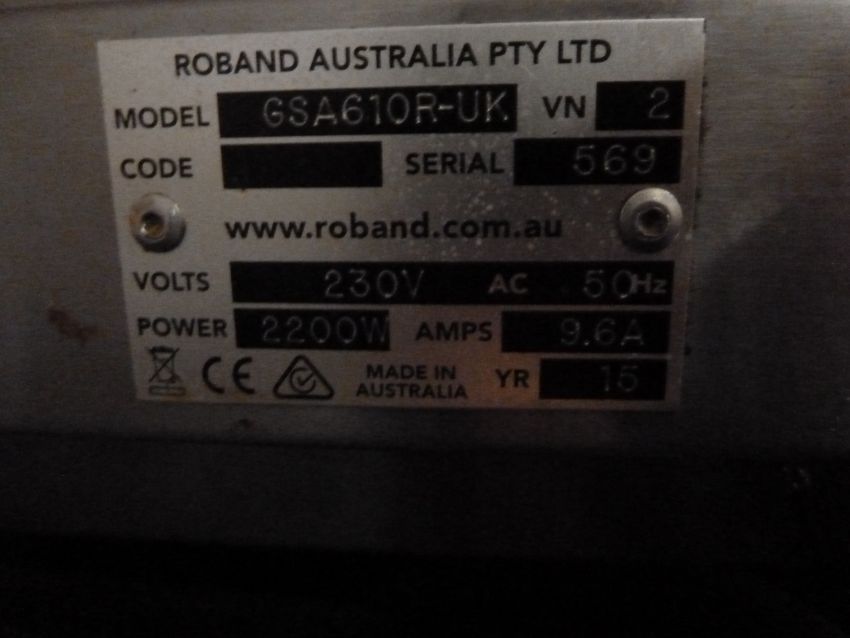 ROBAND AUSTRALIA PTY LTD
MODEL GSA610R-UK VN 2
CODE SERIAL 569
www.roband.com.au
VOLTS 230V AC 50Hz
POWER 2200W AMPS 9.6A
CE MADE IN
AUSTRALIA YR 15